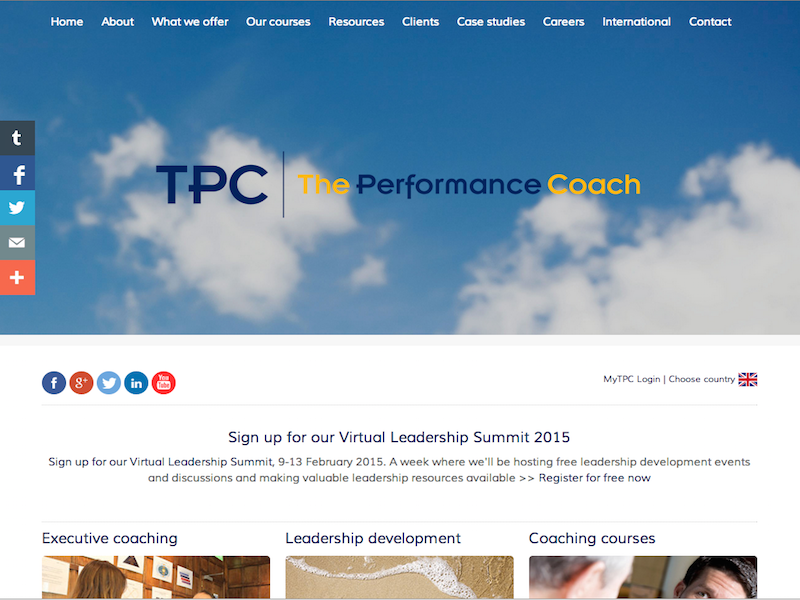 Home About What we offer Our courses Resources Clients Case studies Careers International Contact
TPC The Performance Coach
MyTPC Login | Choose country
Sign up for our Virtual Leadership Summit 2015
Sign up for our Virtual Leadership Summit, 9-13 February 2015. A week where we'll be hosting free leadership development events
and discussions and making valuable leadership resources available >> Register for free now
Executive coaching Leadership development Coaching courses